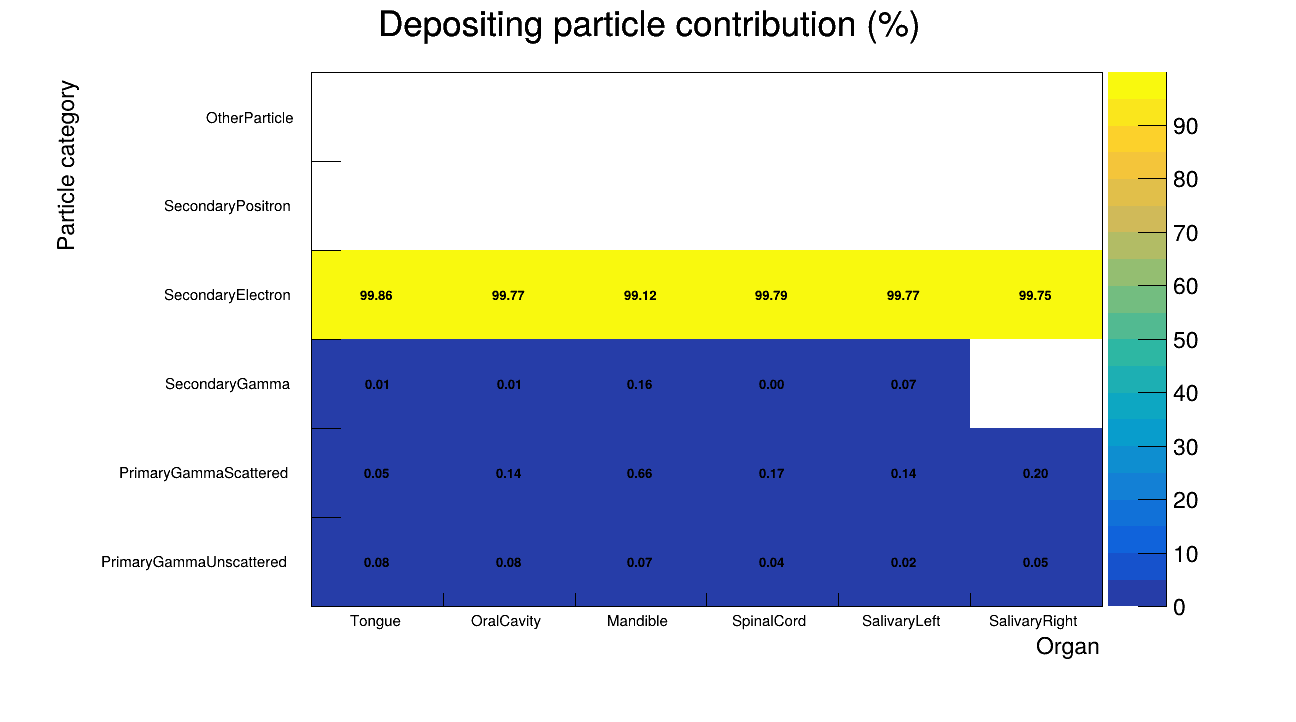 Depositing particle contribution (%)
Particle category
OtherParticle
SecondaryPositron
SecondaryElectron 99.86 99.77 99.12 99.79 99.77 99.75
SecondaryGamma 0.01 0.01 0.16 0.00 0.07
PrimaryGammaScattered 0.05 0.14 0.66 0.17 0.14 0.20
PrimaryGammaUnscattered 0.08 0.08 0.07 0.04 0.02 0.05
Tongue OralCavity Mandible SpinalCord SalivaryLeft SalivaryRight
Organ
90
80
70
60
50
40
30
20
10
0